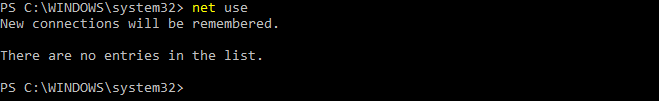 PS C:\WINDOWS\system32> net use
New connections will be remembered.
There are no entries in the list.
PS C:\WINDOWS\system32>